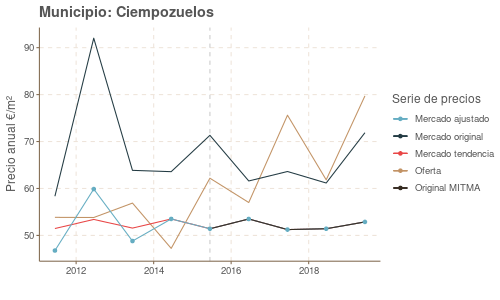 Municipio: Ciempozuelos
Precio anual €/m²
90
80
70
60
50
2012
2014
2016
2018
Serie de precios
Mercado ajustado
Mercado original
Mercado tendencia
Oferta
Original MITMA